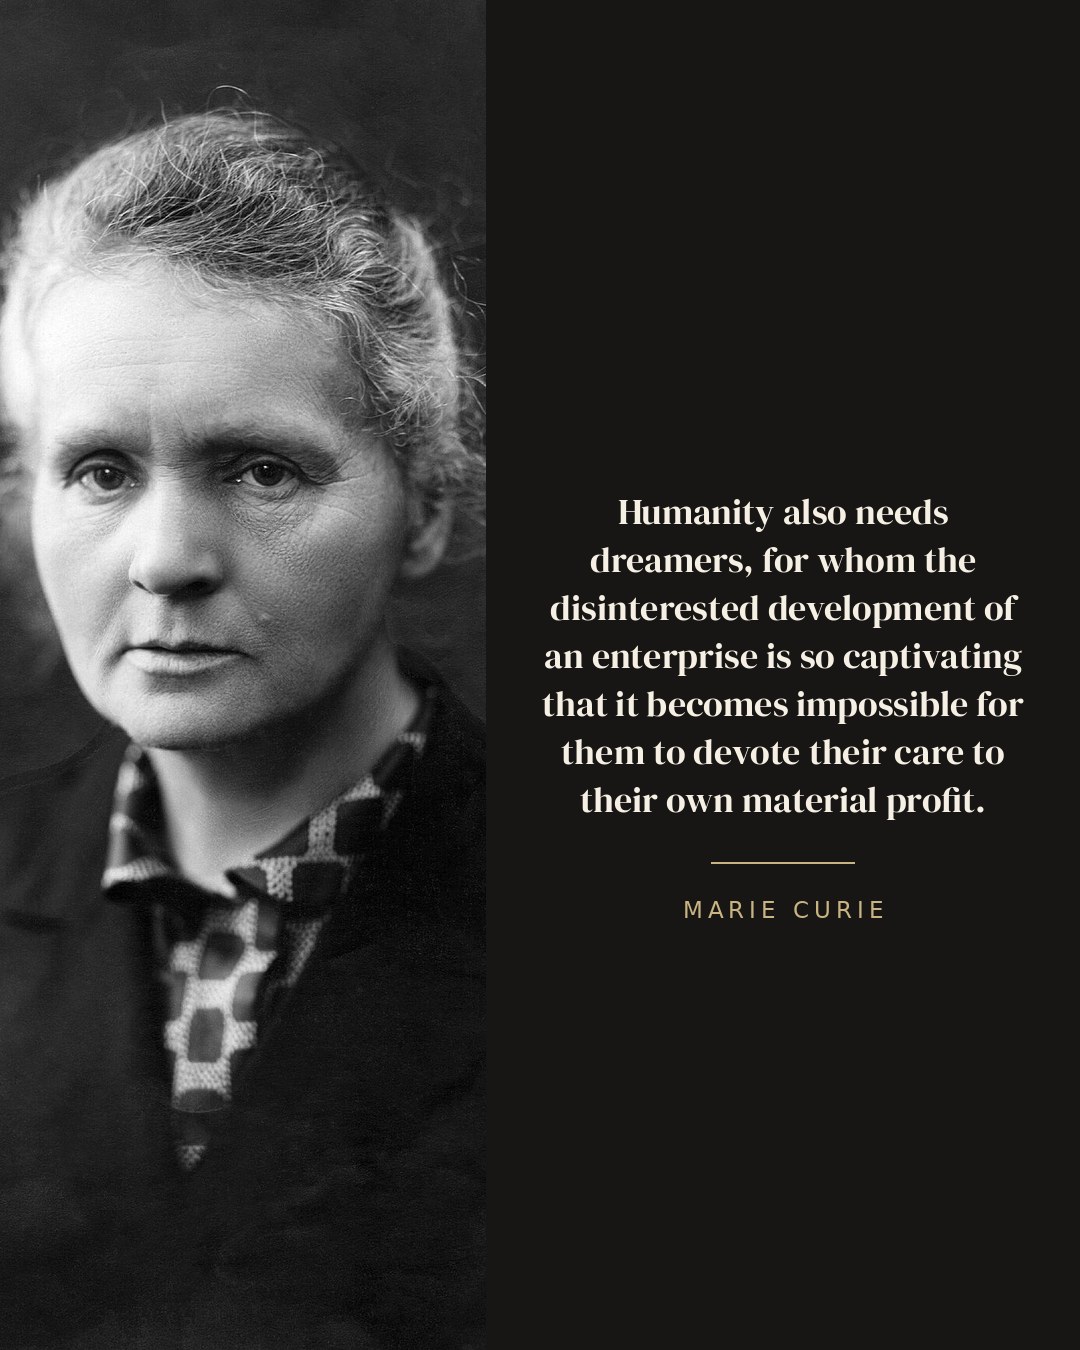 Humanity also needs
dreamers, for whom the
disinterested development of
an enterprise is so captivating
that it becomes impossible for
them to devote their care to
their own material profit.
MARIE CURIE